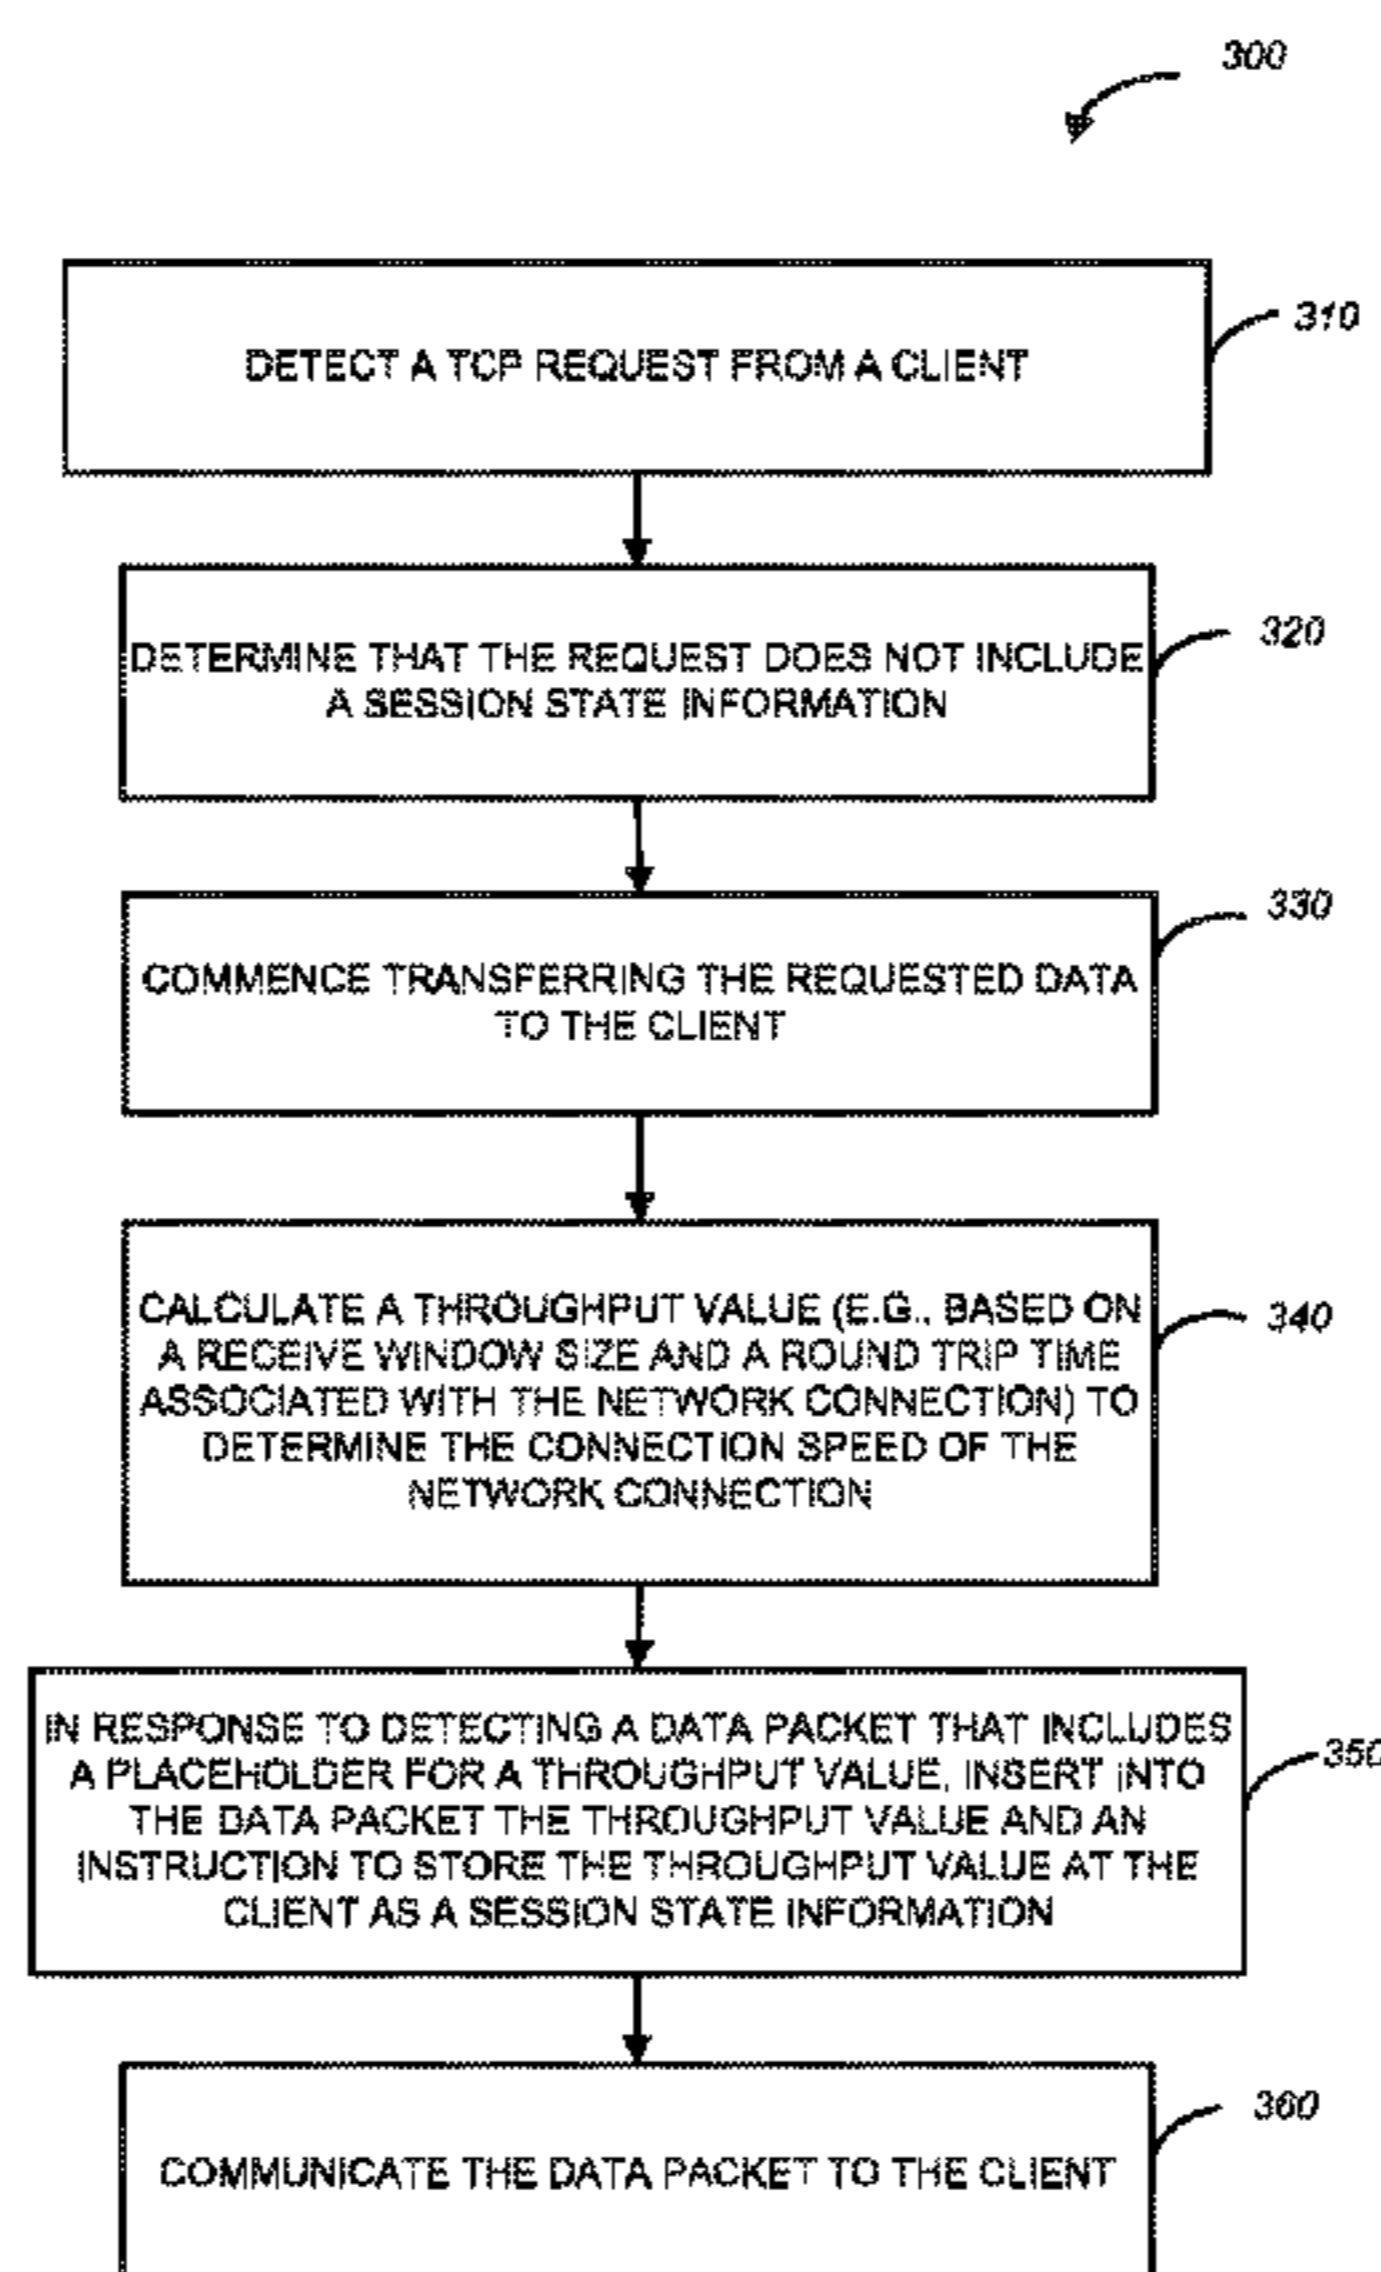 300
310
DETECT A TCP REQUEST FROM A CLIENT
320
DETERMINE THAT THE REQUEST DOES NOT INCLUDE
A SESSION STATE INFORMATION
330
COMMENCE TRANSFERRING THE REQUESTED DATA
TO THE CLIENT
340
CALCULATE A THROUGHPUT VALUE (E.G., BASED ON
A RECEIVE WINDOW SIZE AND A ROUND TRIP TIME
ASSOCIATED WITH THE NETWORK CONNECTION) TO
DETERMINE THE CONNECTION SPEED OF THE
NETWORK CONNECTION
350
IN RESPONSE TO DETECTING A DATA PACKET THAT INCLUDES
A PLACEHOLDER FOR A THROUGHPUT VALUE, INSERT INTO
THE DATA PACKET THE THROUGHPUT VALUE AND AN
INSTRUCTION TO STORE THE THROUGHPUT VALUE AT THE
CLIENT AS A SESSION STATE INFORMATION
360
COMMUNICATE THE DATA PACKET TO THE CLIENT